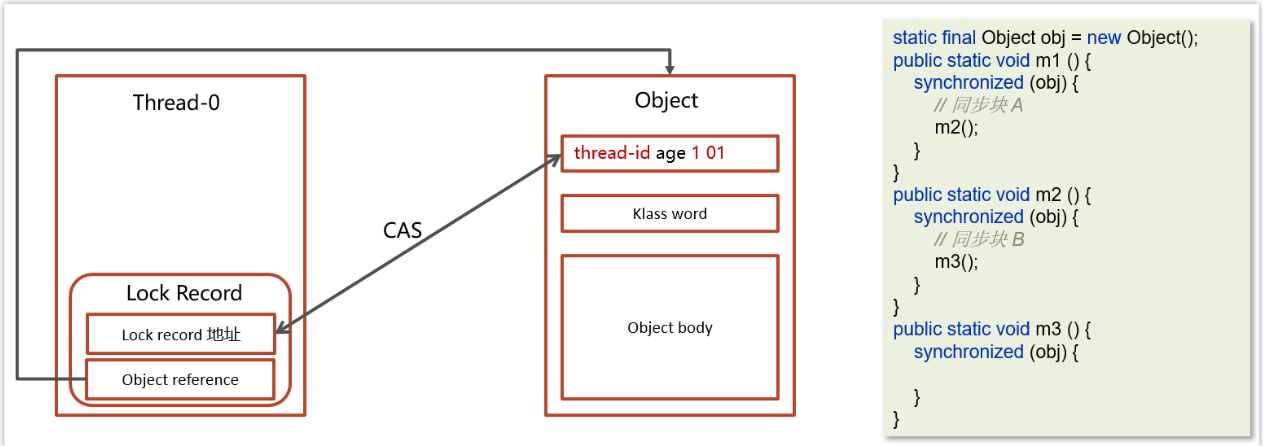 Thread-0
Lock Record
Lock record 地址
Object reference
CAS
Object
thread-id age 1 01
Klass word
Object body
static final Object obj = new Object();
public static void m1 () {
synchronized (obj) {
// 同步块 A
m2();
}
}
public static void m2 () {
synchronized (obj) {
// 同步块 B
m3();
}
}
public static void m3 () {
synchronized (obj) {
}
}